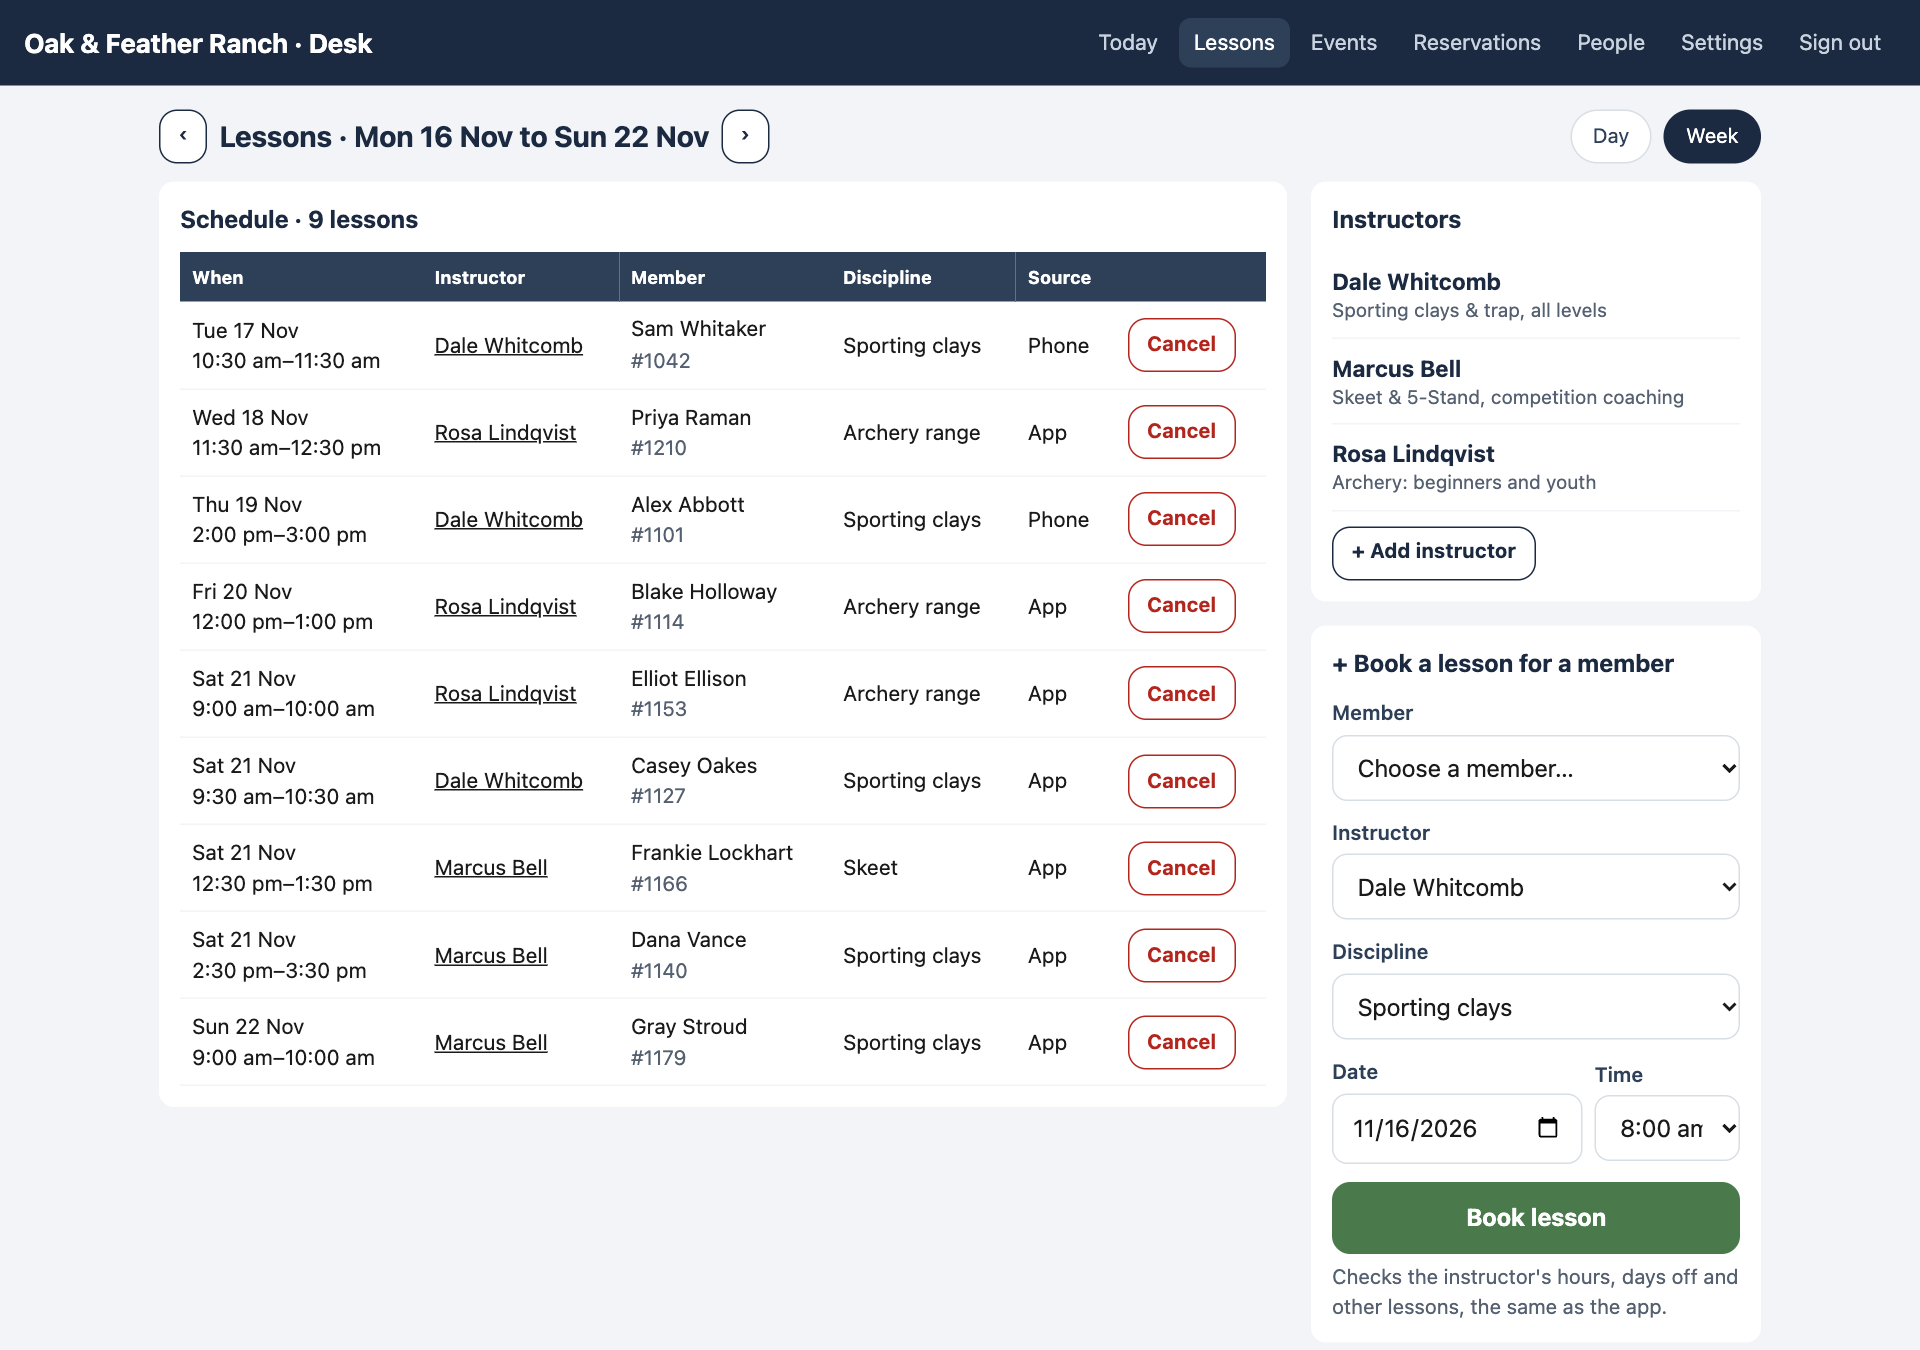 Oak & Feather Ranch · Desk
Today
Lessons
Events
Reservations
People
Settings
Sign out
Lessons · Mon 16 Nov to Sun 22 Nov
Day
Week
Schedule · 9 lessons
When Instructor Member Discipline Source
Tue 17 Nov
10:30 am–11:30 am
Dale Whitcomb
Sam Whitaker
#1042
Sporting clays
Phone
Cancel
Wed 18 Nov
11:30 am–12:30 pm
Rosa Lindqvist
Priya Raman
#1210
Archery range
App
Cancel
Thu 19 Nov
2:00 pm–3:00 pm
Dale Whitcomb
Alex Abbott
#1101
Sporting clays
Phone
Cancel
Fri 20 Nov
12:00 pm–1:00 pm
Rosa Lindqvist
Blake Holloway
#1114
Archery range
App
Cancel
Sat 21 Nov
9:00 am–10:00 am
Rosa Lindqvist
Elliot Ellison
#1153
Archery range
App
Cancel
Sat 21 Nov
9:30 am–10:30 am
Dale Whitcomb
Casey Oakes
#1127
Sporting clays
App
Cancel
Sat 21 Nov
12:30 pm–1:30 pm
Marcus Bell
Frankie Lockhart
#1166
Skeet
App
Cancel
Sat 21 Nov
2:30 pm–3:30 pm
Marcus Bell
Dana Vance
#1140
Sporting clays
App
Cancel
Sun 22 Nov
9:00 am–10:00 am
Marcus Bell
Gray Stroud
#1179
Sporting clays
App
Cancel
Instructors
Dale Whitcomb
Sporting clays & trap, all levels
Marcus Bell
Skeet & 5-Stand, competition coaching
Rosa Lindqvist
Archery: beginners and youth
+ Add instructor
+ Book a lesson for a member
Member
Choose a member...
Instructor
Dale Whitcomb
Discipline
Sporting clays
Date
11/16/2026
Time
8:00 am
Book lesson
Checks the instructor's hours, days off and
other lessons, the same as the app.